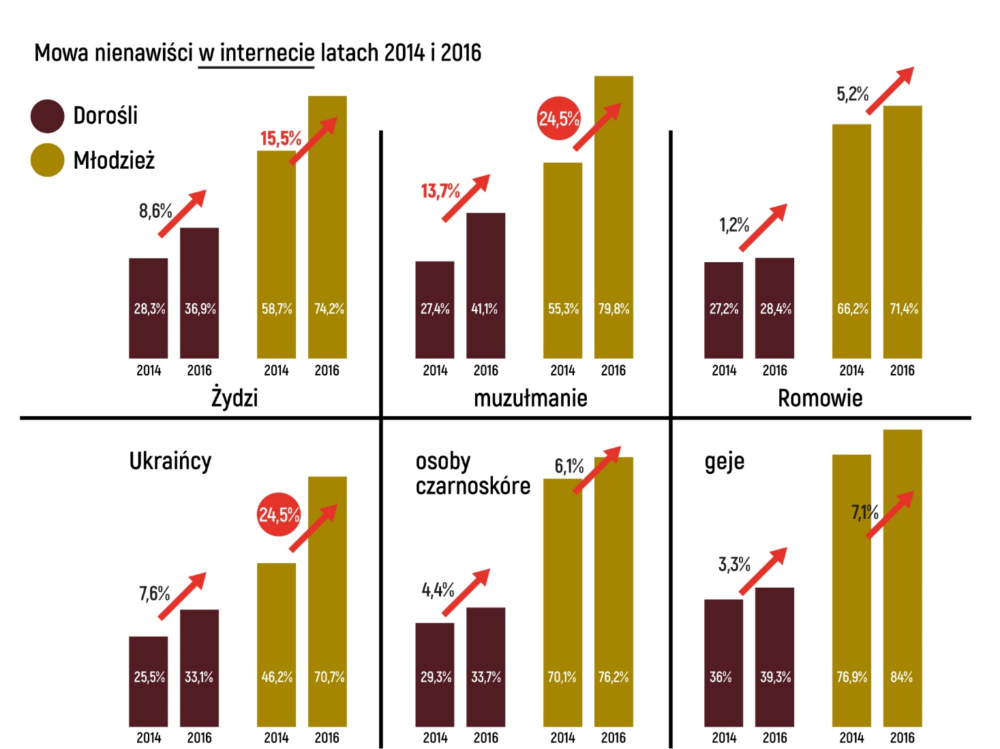 Mowa nienawiści w internecie latach 2014 i 2016
Dorośli
Młodzież
8,6%
15,5%
28,3% 36,9% 58,7% 74,2%
2014 2016 2014 2016
Żydzi
13,7%
24,5%
27,4% 41,1% 55,3% 79,8%
2014 2016 2014 2016
muzułmanie
1,2%
5,2%
27,2% 28,4% 66,2% 71,4%
2014 2016 2014 2016
Romowie
Ukraińcy
7,6%
24,5%
25,5% 33,1% 46,2% 70,7%
2014 2016 2014 2016
osoby
czarnoskóre
4,4%
6,1%
29,3% 33,7% 70,1% 76,2%
2014 2016 2014 2016
geje
3,3%
7,1%
36% 39,3% 76,9% 84%
2014 2016 2014 2016